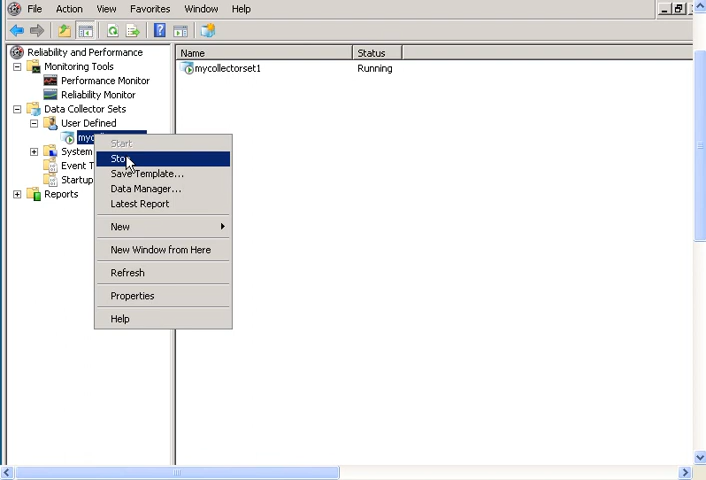 File Action View Favorites Window Help
Reliability and Performance
Monitoring Tools
Performance Monitor
Reliability Monitor
Data Collector Sets
User Defined
System
Startup
Reports
Name Status
mycollectorset1 Running
Start
Stop
Save Template...
Data Manager...
Latest Report
New
New Window from Here
Refresh
Properties
Help